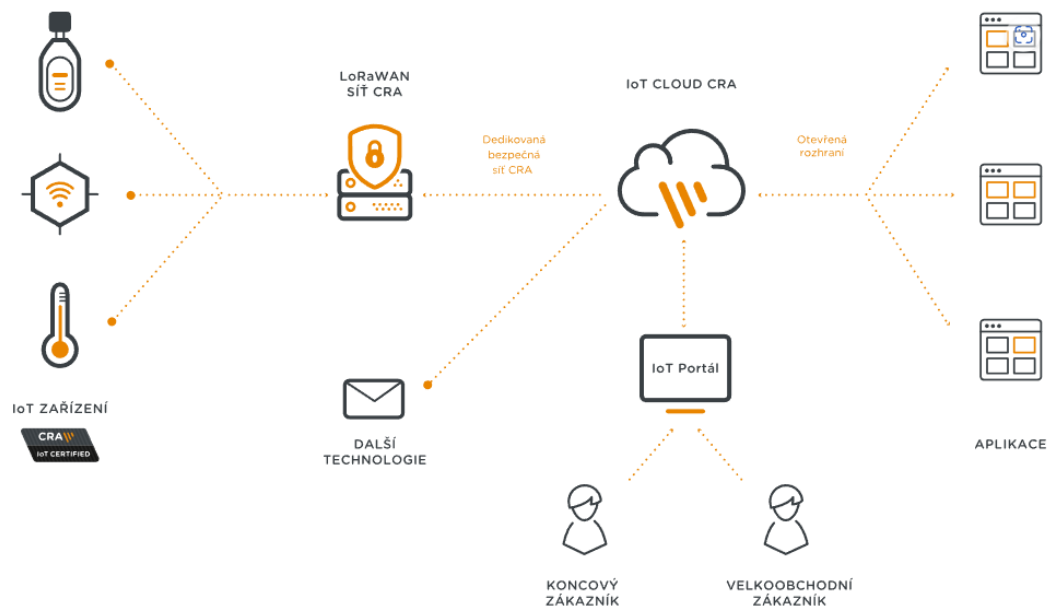 LoRaWAN
SÍŤ CRA
IoT CLOUD CRA
Dedikovaná
bezpečná
síť CRA
Otevřená
rozhraní
IoT Portál
IoT ZAŘÍZENÍ
CRA
IoT CERTIFIED
DALŠÍ
TECHNOLOGIE
APLIKACE
KONCOVÝ
ZÁKAZNÍK
VELKOOBCHODNÍ
ZÁKAZNÍK